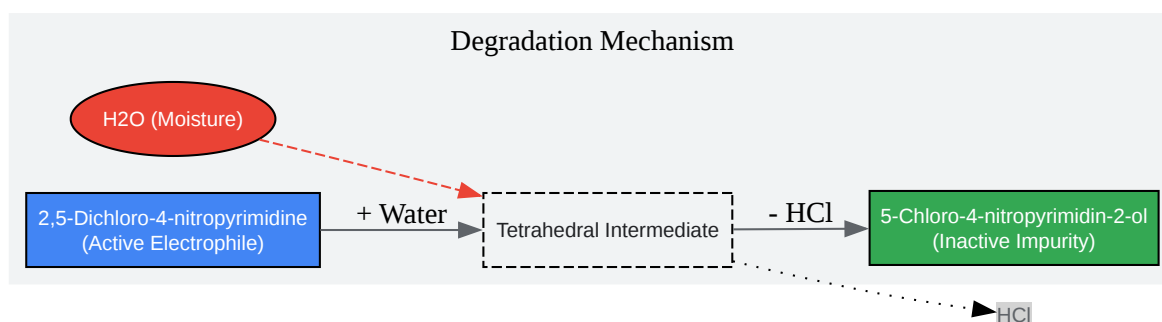 Degradation Mechanism
H2O (Moisture)
2,5-Dichloro-4-nitropyrimidine
(Active Electrophile)
+ Water
Tetrahedral Intermediate
- HCl
5-Chloro-4-nitropyrimidin-2-ol
(Inactive Impurity)
HCl